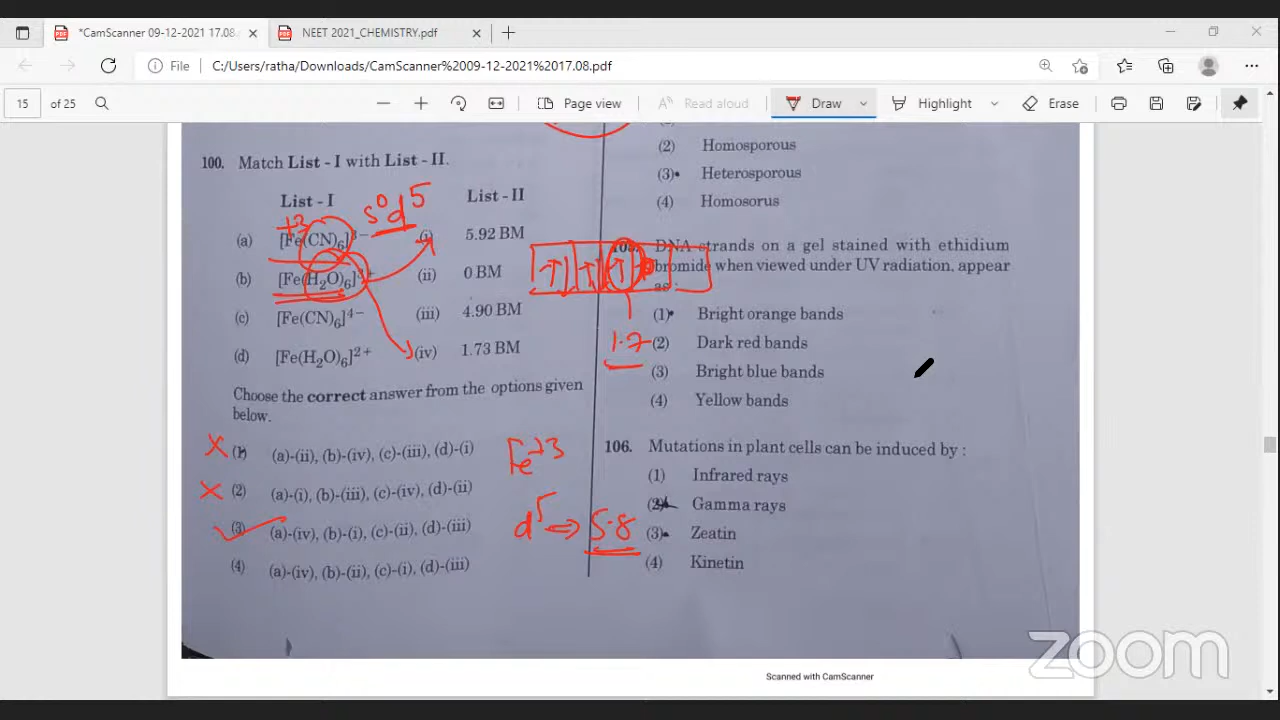 *CamScanner 09-12-2021 17.08.
NEET 2021_CHEMISTRY.pdf
File
C:/Users/ratha/Downloads/CamScanner%2009-12-2021%2017.08.pdf
15 of 25
Page view
Read aloud
Draw
Highlight
Erase
100. Match List - I with List - II.
List - I
List - II
s⁰d⁵
+3
(a) [Fe(CN)₆]³⁻ (i) 5.92 BM
(b) [Fe(H₂O)₆]³⁺ (ii) 0 BM
(c) [Fe(CN)₆]⁴⁻ (iii) 4.90 BM
(d) [Fe(H₂O)₆]²⁺ (iv) 1.73 BM
Choose the correct answer from the options given
below.
(1) (a)-(ii), (b)-(iv), (c)-(iii), (d)-(i)
(2) (a)-(i), (b)-(iii), (c)-(iv), (d)-(ii)
(3) (a)-(iv), (b)-(i), (c)-(ii), (d)-(iii)
(4) (a)-(iv), (b)-(ii), (c)-(i), (d)-(iii)
Fe⁺³
d⁵ ⇔ 5.8
1.7
(2) Homosporous
(3) Heterosporous
(4) Homosorus
DNA strands on a gel stained with ethidium
bromide when viewed under UV radiation, appear
as :
(1) Bright orange bands
(2) Dark red bands
(3) Bright blue bands
(4) Yellow bands
106. Mutations in plant cells can be induced by :
(1) Infrared rays
(2) Gamma rays
(3) Zeatin
(4) Kinetin
Scanned with CamScanner
zoom